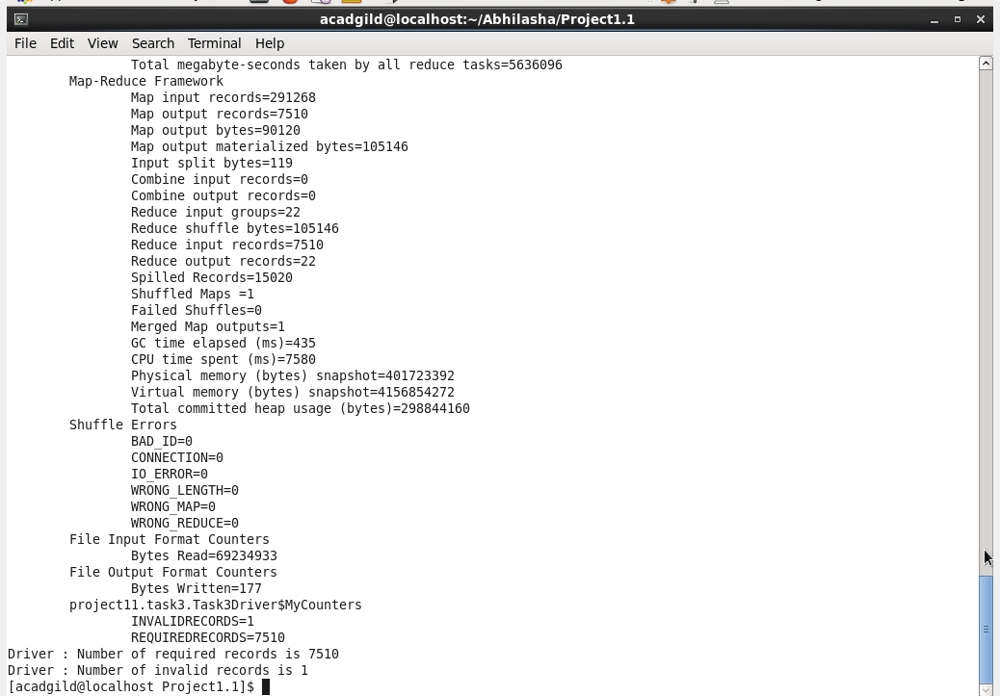 acadgild@localhost:~/Abhilasha/Project1.1
File Edit View Search Terminal Help
Total megabyte-seconds taken by all reduce tasks=5636096
Map-Reduce Framework
Map input records=291268
Map output records=7510
Map output bytes=90120
Map output materialized bytes=105146
Input split bytes=119
Combine input records=0
Combine output records=0
Reduce input groups=22
Reduce shuffle bytes=105146
Reduce input records=7510
Reduce output records=22
Spilled Records=15020
Shuffled Maps =1
Failed Shuffles=0
Merged Map outputs=1
GC time elapsed (ms)=435
CPU time spent (ms)=7580
Physical memory (bytes) snapshot=401723392
Virtual memory (bytes) snapshot=4156854272
Total committed heap usage (bytes)=298844160
Shuffle Errors
BAD_ID=0
CONNECTION=0
IO_ERROR=0
WRONG_LENGTH=0
WRONG_MAP=0
WRONG_REDUCE=0
File Input Format Counters
Bytes Read=69234933
File Output Format Counters
Bytes Written=177
project11.task3.Task3Driver$MyCounters
INVALIDRECORDS=1
REQUIREDRECORDS=7510
Driver : Number of required records is 7510
Driver : Number of invalid records is 1
[acadgild@localhost Project1.1]$